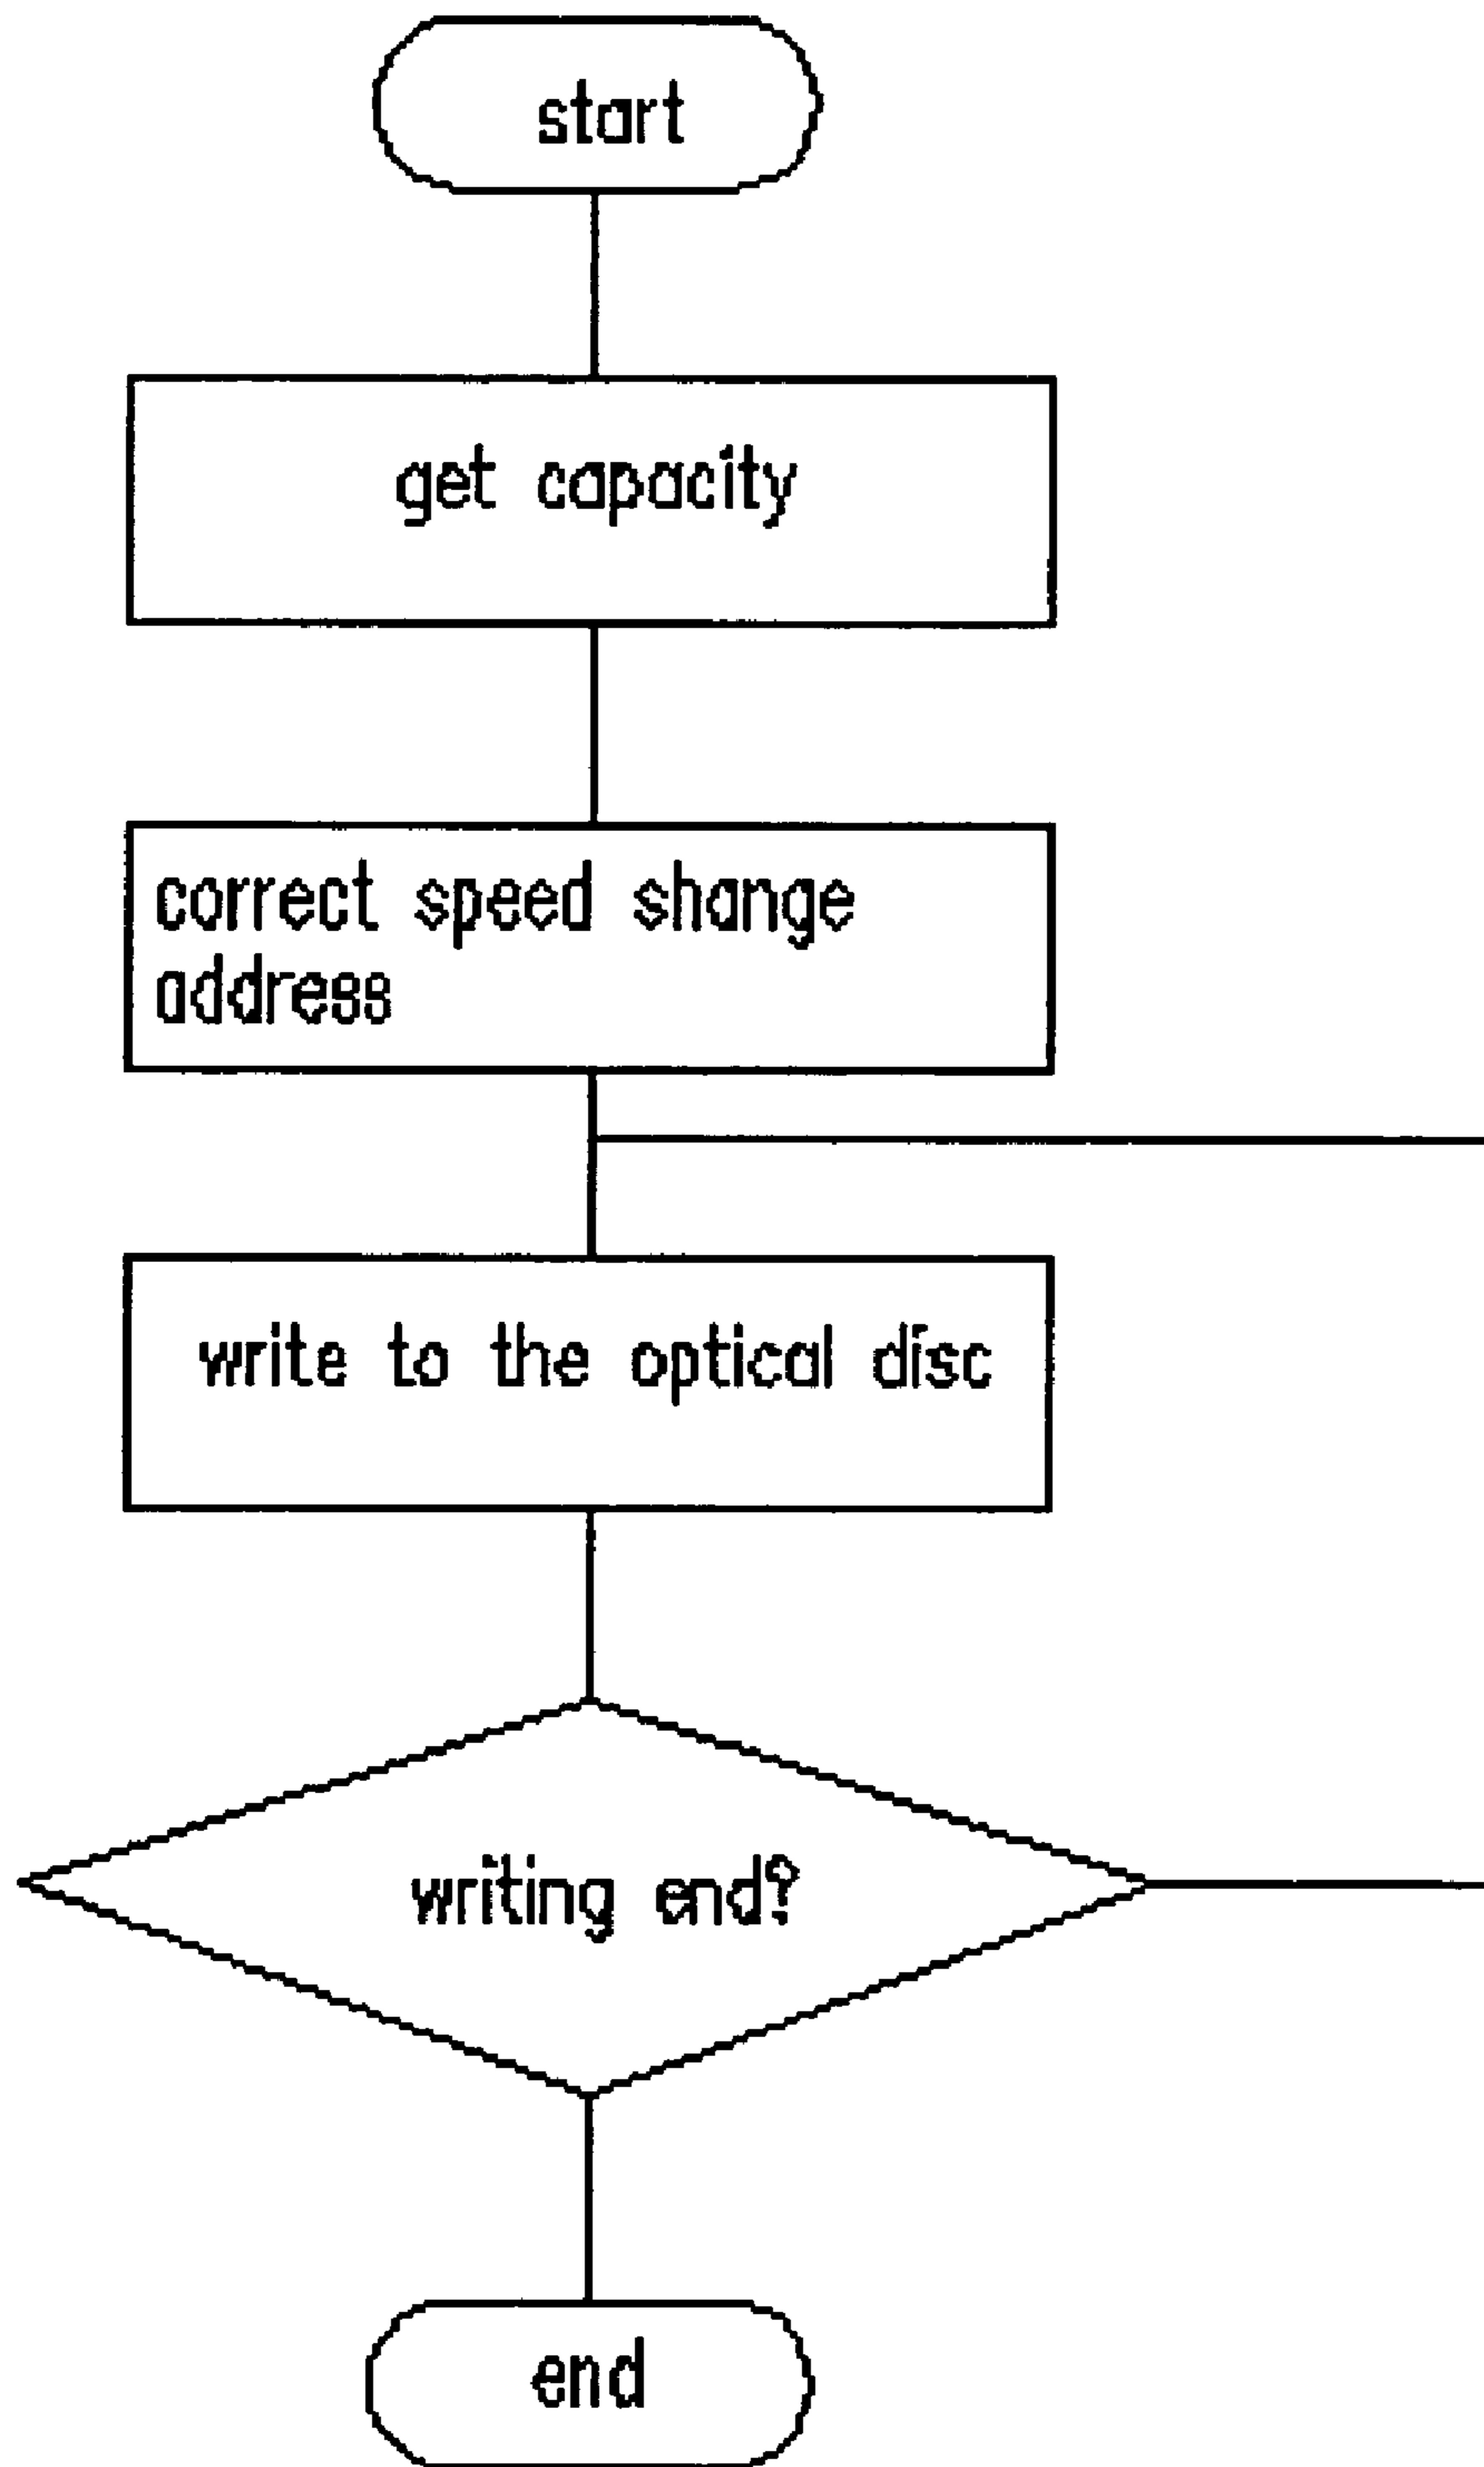 start
get capacity
correct speed shange
address
write to the optical disc
writing end?
end